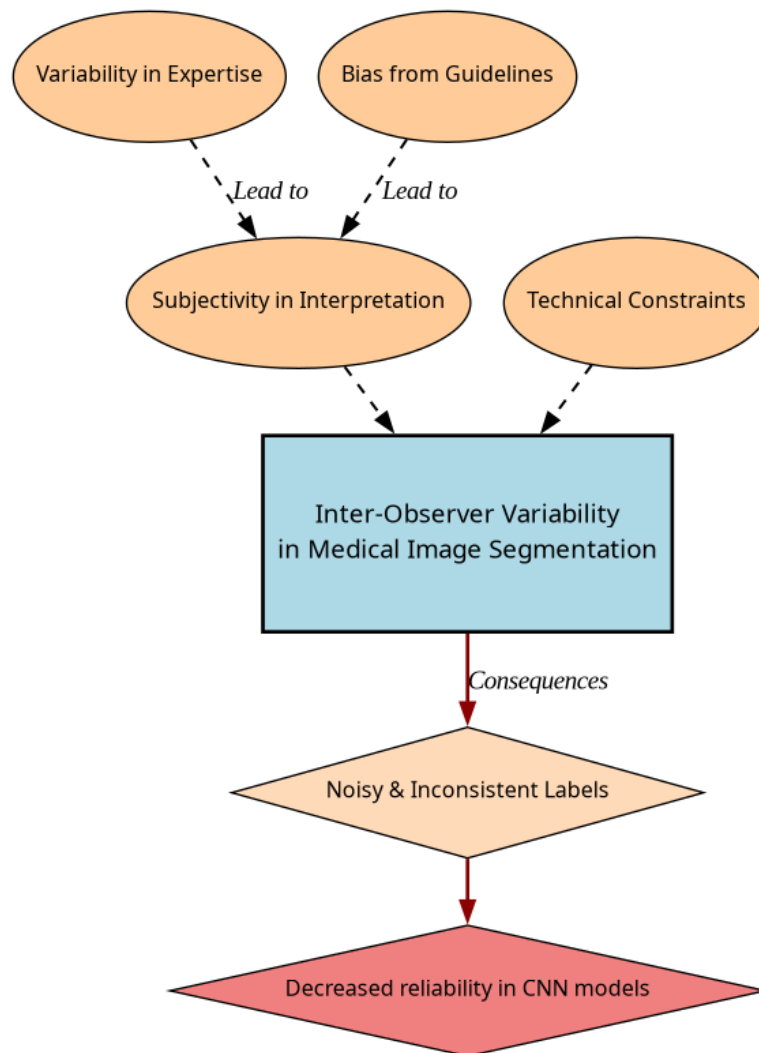 Variability in Expertise
Bias from Guidelines
Lead to
Lead to
Subjectivity in Interpretation
Technical Constraints
Inter-Observer Variability
in Medical Image Segmentation
Consequences
Noisy & Inconsistent Labels
Decreased reliability in CNN models